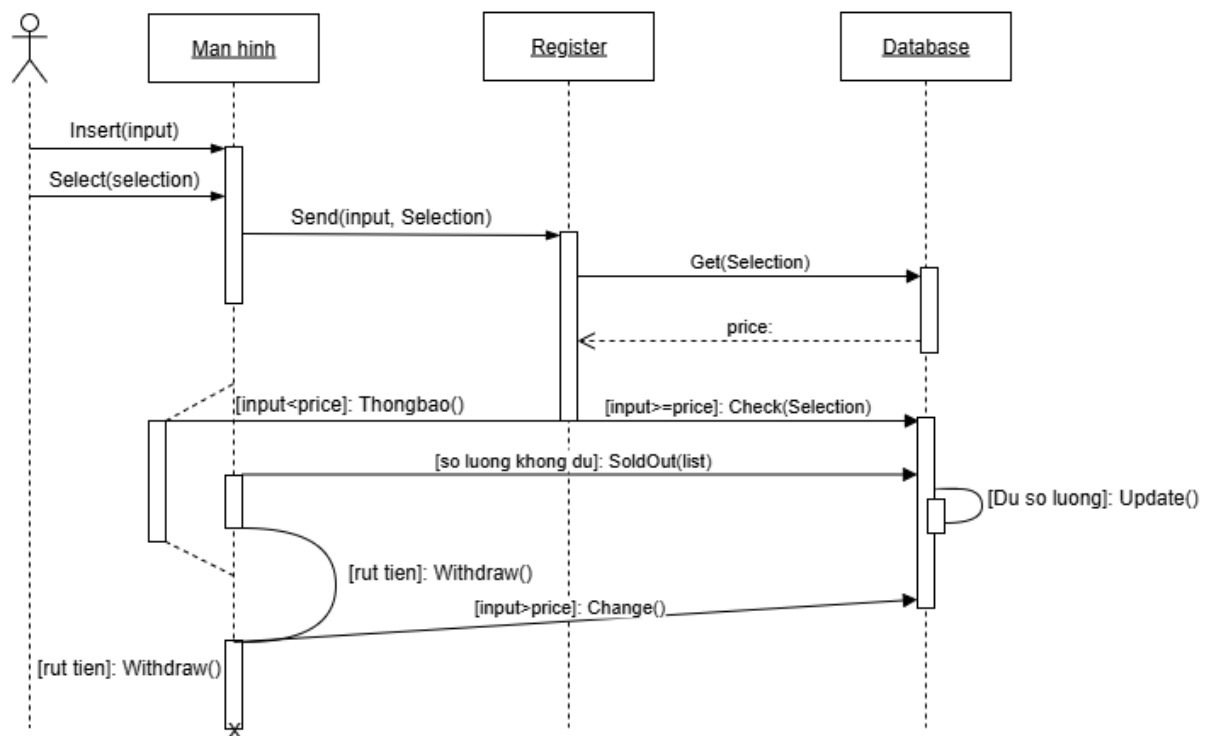 Man hinh
Register
Database
Insert(input)
Select(selection)
Send(input, Selection)
Get(Selection)
price:
[input<price]: Thongbao()
[input>=price]: Check(Selection)
[so luong khong du]: SoldOut(list)
[Du so luong]: Update()
[rut tien]: Withdraw()
[input>price]: Change()
[rut tien]: Withdraw()